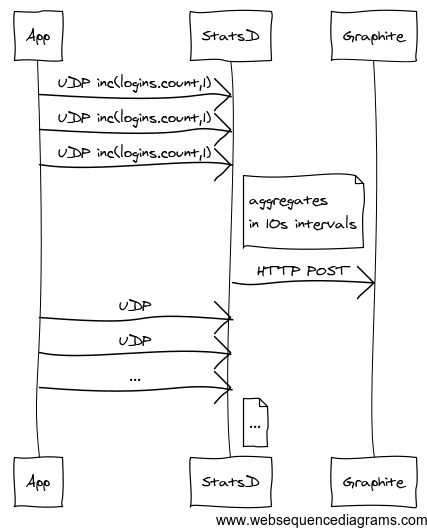 App
StatsD
Graphite
UDP inc(logins.count,1)
UDP inc(logins.count,1)
UDP inc(logins.count,1)
aggregates
in 10s intervals
HTTP POST
UDP
UDP
...
...
App
StatsD
Graphite
www.websequencediagrams.com